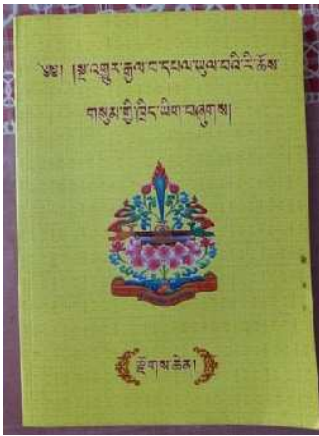 ༄༅། །སྔ་འགྱུར་རྒྱལ་བ་དཔལ་ཡུལ་བའི་རི་ཆོས
གསུམ་གྱི་ཁྲིད་ཡིག་བཞུགས།
རྫོགས་ཆེན།